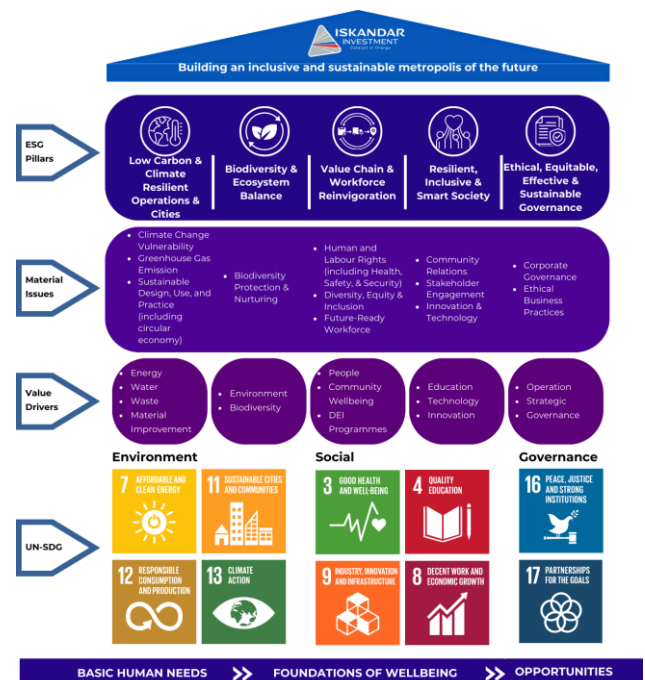 ISKANDAR
INVESTMENT
Catalyst of Change
Building an inclusive and sustainable metropolis of the future
ESG
Pillars
Low Carbon &
Climate
Resilient
Operations &
Cities
Biodiversity &
Ecosystem
Balance
Value Chain &
Workforce
Reinvigoration
Resilient,
Inclusive &
Smart Society
Ethical, Equitable,
Effective &
Sustainable
Governance
Material
Issues
• Climate Change
Vulnerability
• Greenhouse Gas
Emission
• Sustainable
Design, Use, and
Practice
(including
circular
economy)
• Biodiversity
Protection &
Nurturing
• Human and
Labour Rights
(including Health,
Safety, & Security)
• Diversity, Equity &
Inclusion
• Future-Ready
Workforce
• Community
Relations
• Stakeholder
Engagement
• Innovation &
Technology
• Corporate
Governance
• Ethical
Business
Practices
Value
Drivers
• Energy
• Water
• Waste
• Material
Improvement
• Environment
• Biodiversity
• People
• Community
Wellbeing
• DEI
Programmes
• Education
• Technology
• Innovation
• Operation
• Strategic
• Governance
UN-SDG
Environment
7 AFFORDABLE AND
CLEAN ENERGY
11 SUSTAINABLE CITIES
AND COMMUNITIES
12 RESPONSIBLE
CONSUMPTION
AND PRODUCTION
13 CLIMATE
ACTION
Social
3 GOOD HEALTH
AND WELL-BEING
4 QUALITY
EDUCATION
9 INDUSTRY, INNOVATION
AND INFRASTRUCTURE
8 DECENT WORK AND
ECONOMIC GROWTH
Governance
16 PEACE, JUSTICE
AND STRONG
INSTITUTIONS
17 PARTNERSHIPS
FOR THE GOALS
BASIC HUMAN NEEDS >> FOUNDATIONS OF WELLBEING >> OPPORTUNITIES